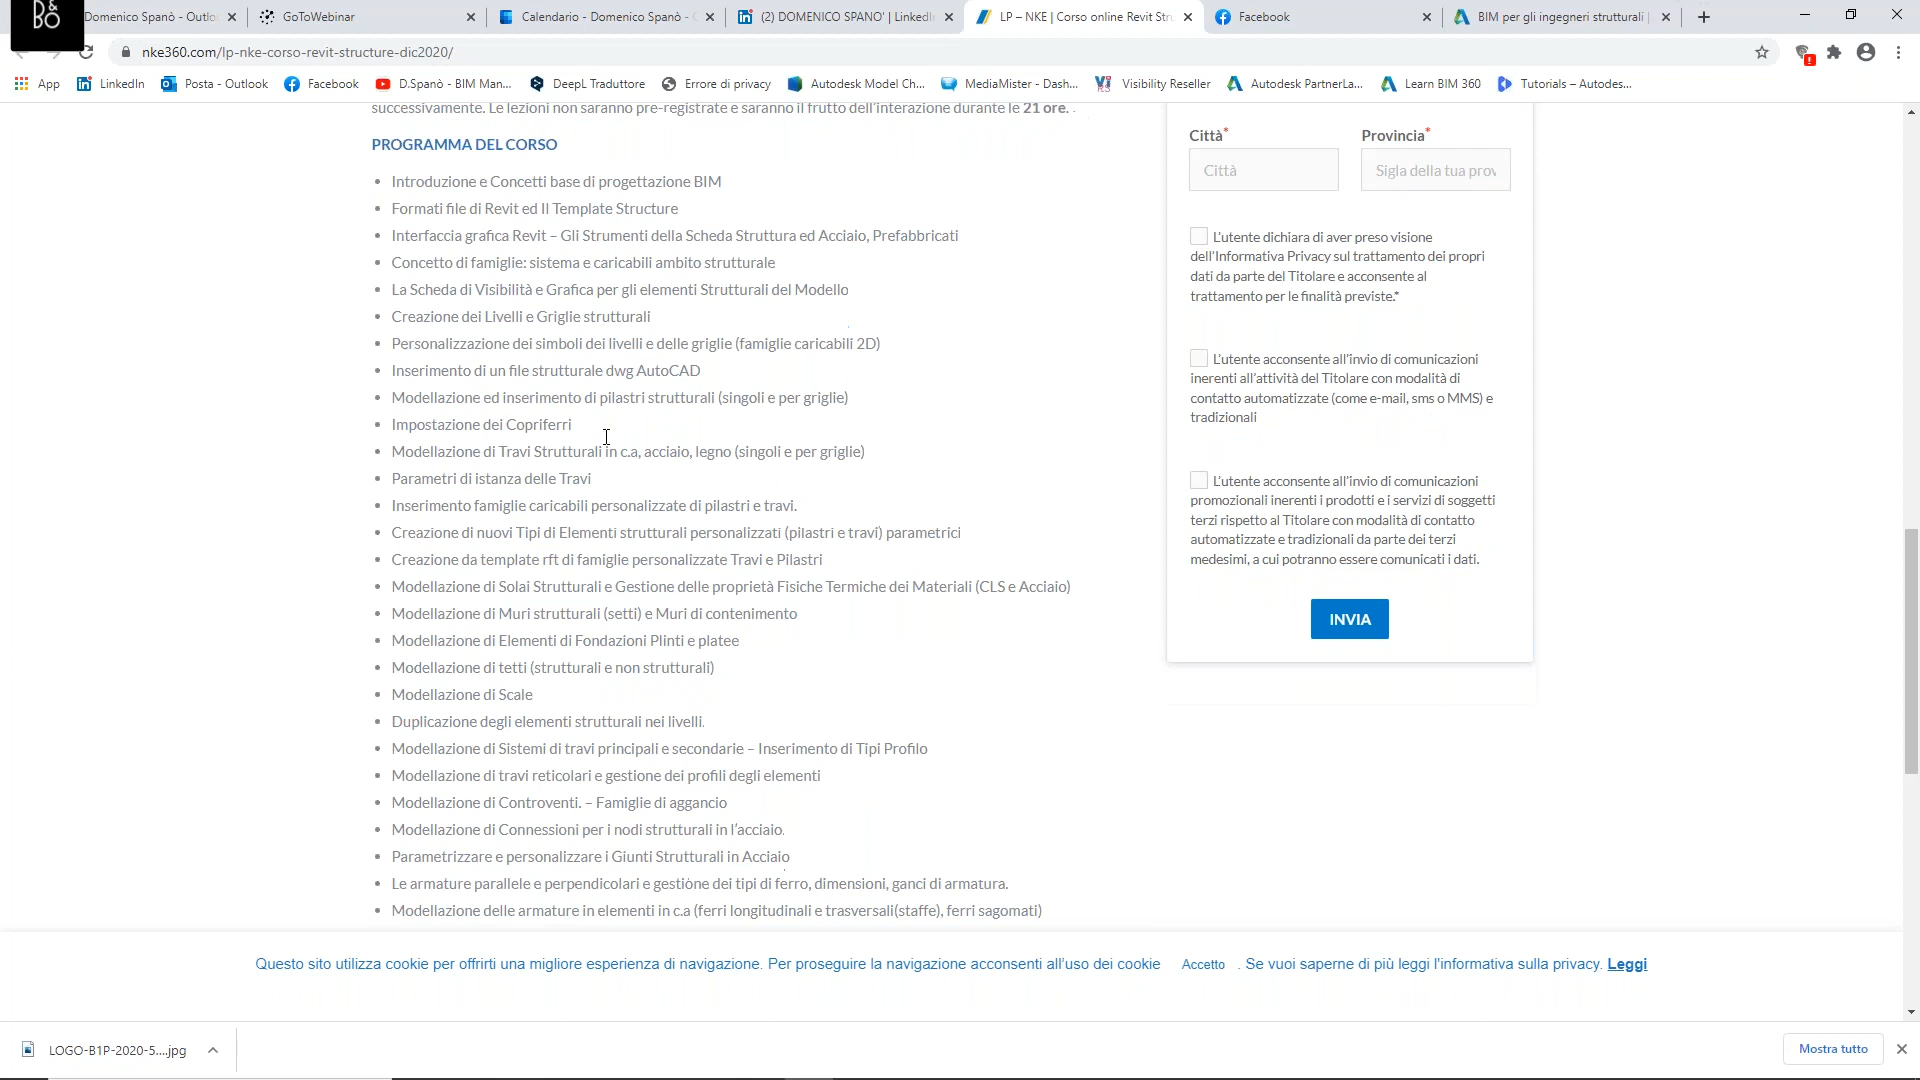 B&
BO
Domenico Spanò - Outlo
GoToWebinar
Calendario - Domenico Spanò -
(2) DOMENICO SPANO' | LinkedI
LP – NKE | Corso online Revit Str
Facebook
BIM per gli ingegneri strutturali
nke360.com/lp-nke-corso-revit-structure-dic2020/
App
LinkedIn
Posta - Outlook
Facebook
D.Spanò - BIM Man...
DeepL Traduttore
Errore di privacy
Autodesk Model Ch...
MediaMister - Dash...
Visibility Reseller
Autodesk PartnerLa...
Learn BIM 360
Tutorials – Autodes...
successivamente. Le lezioni non saranno pre-registrate e saranno il frutto dell'interazione durante le 21 ore.
PROGRAMMA DEL CORSO
• Introduzione e Concetti base di progettazione BIM
• Formati file di Revit ed Il Template Structure
• Interfaccia grafica Revit – Gli Strumenti della Scheda Struttura ed Acciaio, Prefabbricati
• Concetto di famiglie: sistema e caricabili ambito strutturale
• La Scheda di Visibilità e Grafica per gli elementi Strutturali del Modello
• Creazione dei Livelli e Griglie strutturali
• Personalizzazione dei simboli dei livelli e delle griglie (famiglie caricabili 2D)
• Inserimento di un file strutturale dwg AutoCAD
• Modellazione ed inserimento di pilastri strutturali (singoli e per griglie)
• Impostazione dei Copriferri
• Modellazione di Travi Strutturali in c.a, acciaio, legno (singoli e per griglie)
• Parametri di istanza delle Travi
• Inserimento famiglie caricabili personalizzate di pilastri e travi.
• Creazione di nuovi Tipi di Elementi strutturali personalizzati (pilastri e travi) parametrici
• Creazione da template rft di famiglie personalizzate Travi e Pilastri
• Modellazione di Solai Strutturali e Gestione delle proprietà Fisiche Termiche dei Materiali (CLS e Acciaio)
• Modellazione di Muri strutturali (setti) e Muri di contenimento
• Modellazione di Elementi di Fondazioni Plinti e platee
• Modellazione di tetti (strutturali e non strutturali)
• Modellazione di Scale
• Duplicazione degli elementi strutturali nei livelli.
• Modellazione di Sistemi di travi principali e secondarie – Inserimento di Tipi Profilo
• Modellazione di travi reticolari e gestione dei profili degli elementi
• Modellazione di Controventi. – Famiglie di aggancio
• Modellazione di Connessioni per i nodi strutturali in l'acciaio.
• Parametrizzare e personalizzare i Giunti Strutturali in Acciaio
• Le armature parallele e perpendicolari e gestione dei tipi di ferro, dimensioni, ganci di armatura.
• Modellazione delle armature in elementi in c.a (ferri longitudinali e trasversali(staffe), ferri sagomati)
Città* Provincia*
Città Sigla della tua prov
L'utente dichiara di aver preso visione
dell'Informativa Privacy sul trattamento dei propri
dati da parte del Titolare e acconsente al
trattamento per le finalità previste.*
L'utente acconsente all'invio di comunicazioni
inerenti all'attività del Titolare con modalità di
contatto automatizzate (come e-mail, sms o MMS) e
tradizionali
L'utente acconsente all'invio di comunicazioni
promozionali inerenti i prodotti e i servizi di soggetti
terzi rispetto al Titolare con modalità di contatto
automatizzate e tradizionali da parte dei terzi
medesimi, a cui potranno essere comunicati i dati.
INVIA
Questo sito utilizza cookie per offrirti una migliore esperienza di navigazione. Per proseguire la navigazione acconsenti all'uso dei cookie Accetto . Se vuoi saperne di più leggi l'informativa sulla privacy. Leggi
LOGO-B1P-2020-5....jpg
Mostra tutto